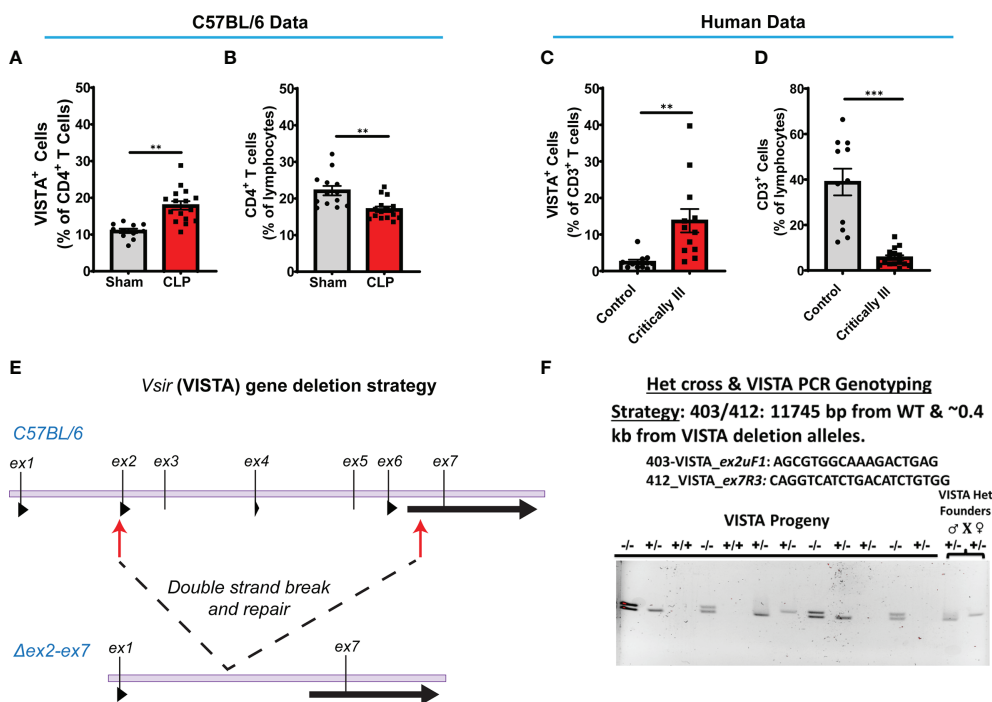 C57BL/6 Data
Human Data
A
VISTA+ Cells
(% of CD4+ T Cells)
50
40
30
20
10
0
**
Sham
CLP
B
CD4+ T cells
(% of lymphocytes)
50
40
30
20
10
0
**
Sham
CLP
C
VISTA+ Cells
(% of CD3+ T cells)
50
40
30
20
10
0
**
Control
Critically Ill
D
CD3+ Cells
(% of lymphocytes)
80
60
40
20
0
***
Control
Critically Ill
E
Vsir (VISTA) gene deletion strategy
C57BL/6
ex1
ex2
ex3
ex4
ex5
ex6
ex7
Double strand break
and repair
Δex2-ex7
ex1
ex7
F
Het cross & VISTA PCR Genotyping
Strategy: 403/412: 11745 bp from WT & ~0.4
kb from VISTA deletion alleles.
403-VISTA_ex2uF1: AGCGTGGCAAAGACTGAG
412_VISTA_ex7R3: CAGGTCATCTGACATCTGTGG
VISTA Het
Founders
♂ X ♀
VISTA Progeny
-/- +/- +/+ -/- +/+ +/- +/- -/- +/- +/- -/- +/- +/- +/-